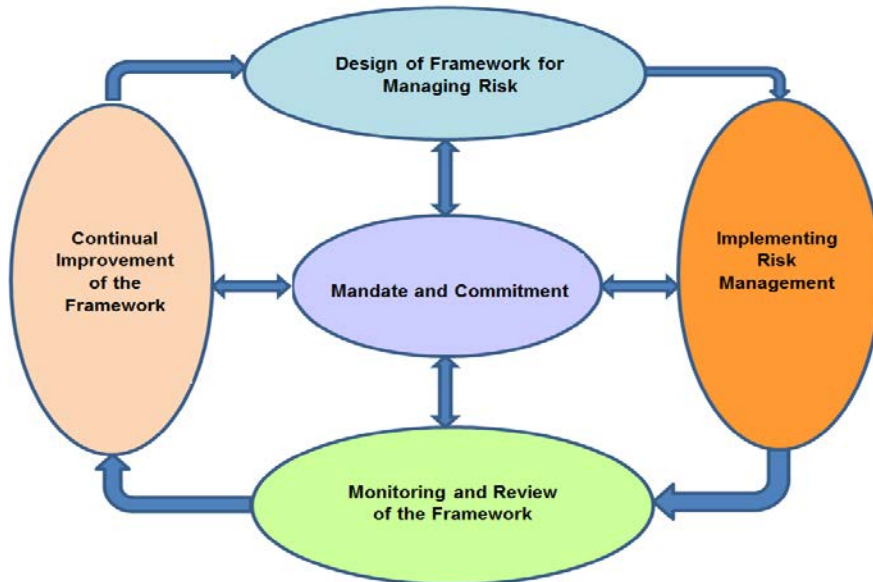 Design of Framework for
Managing Risk
Continual
Improvement
of the
Framework
Mandate and Commitment
Implementing
Risk
Management
Monitoring and Review
of the Framework